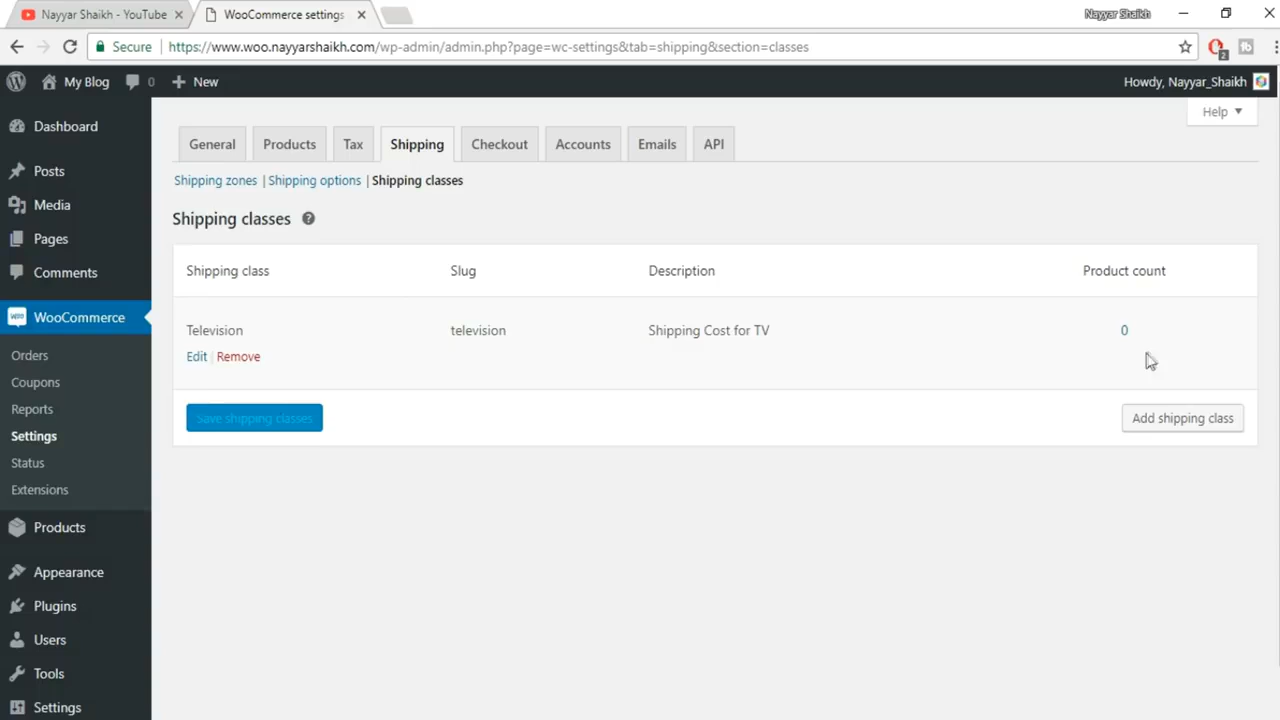 Nayyar Shaikh - YouTube
WooCommerce settings
Nayyar Shaikh
Secure
https://www.woo.nayyarshaikh.com/wp-admin/admin.php?page=wc-settings&tab=shipping&section=classes
2
My Blog
0
New
Howdy, Nayyar_Shaikh
Help
Dashboard
Posts
Media
Pages
Comments
WooCommerce
Orders
Coupons
Reports
Settings
Status
Extensions
Products
Appearance
Plugins
Users
Tools
Settings
General Products Tax Shipping Checkout Accounts Emails API
Shipping zones | Shipping options | Shipping classes
Shipping classes ?
Shipping class Slug Description Product count
Television television Shipping Cost for TV 0
Edit | Remove
Save shipping classes Add shipping class